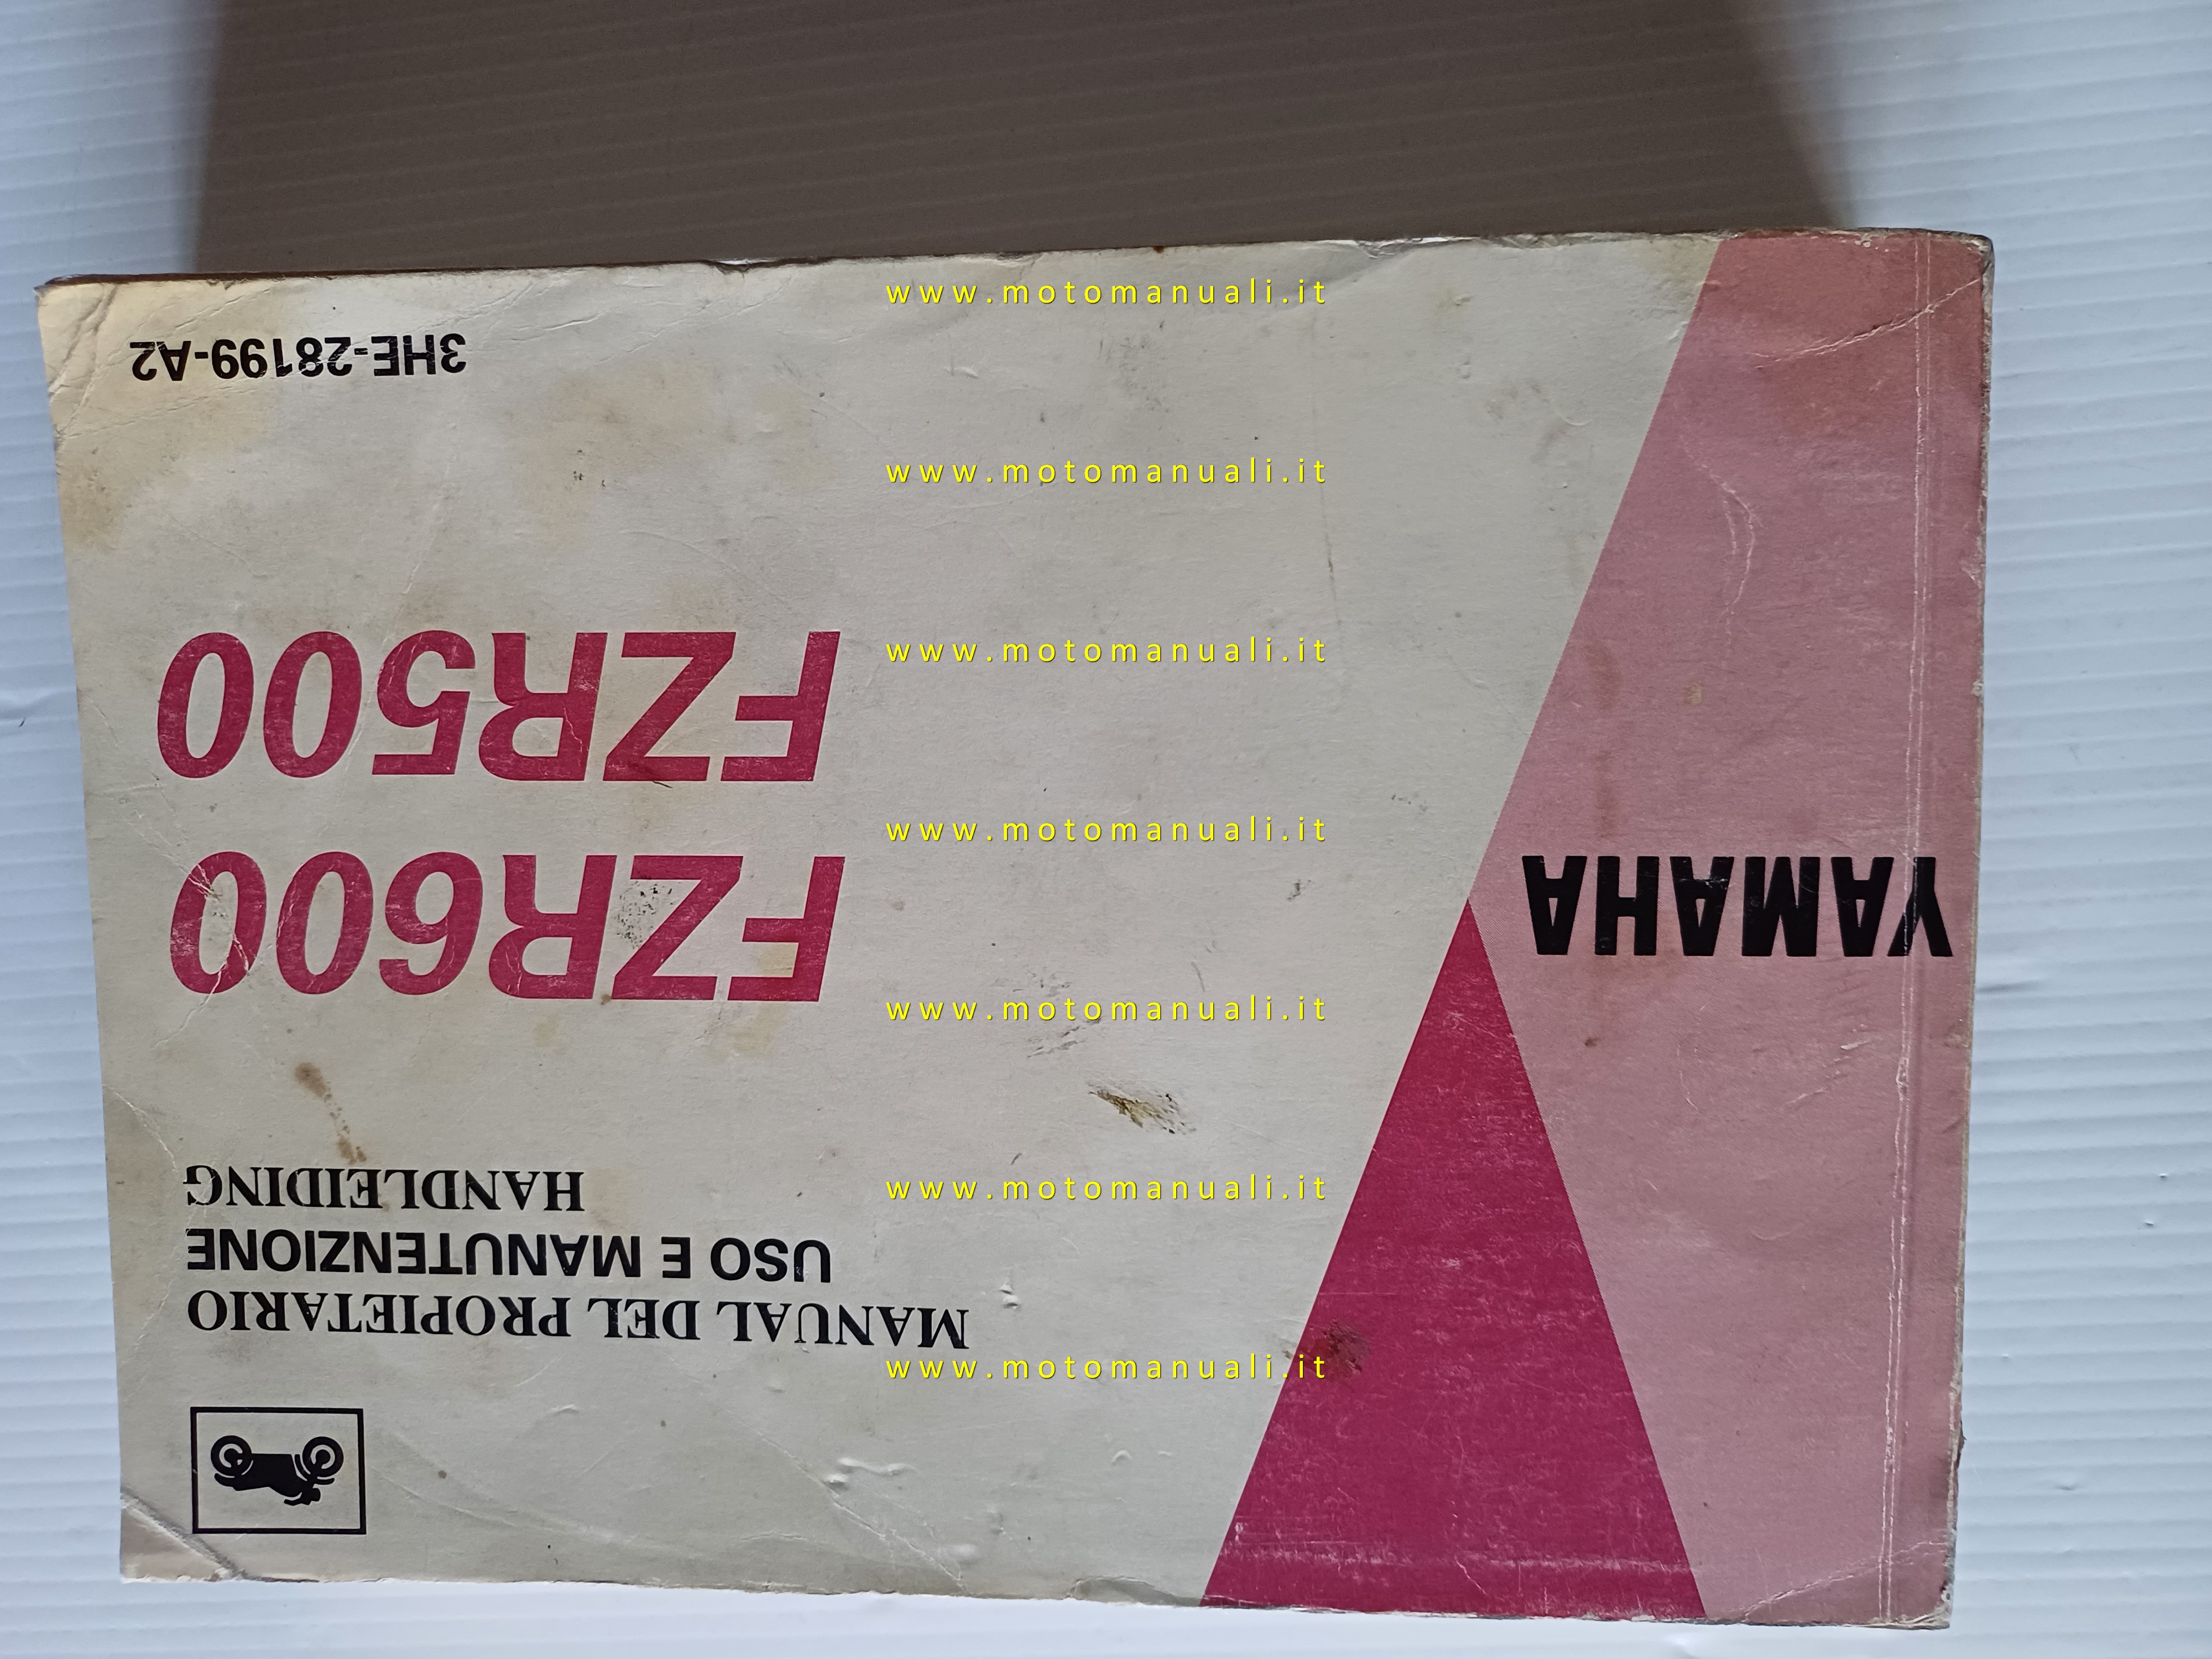 YAMAHA
MANUAL DEL PROPIETARIO
USO E MANUTENZIONE
HANDLEIDING
FZR600
FZR500
3HE-28199-A2
www.motomanuali.it
www.motomanuali.it
www.motomanuali.it
www.motomanuali.it
www.motomanuali.it
www.motomanuali.it
www.motomanuali.it